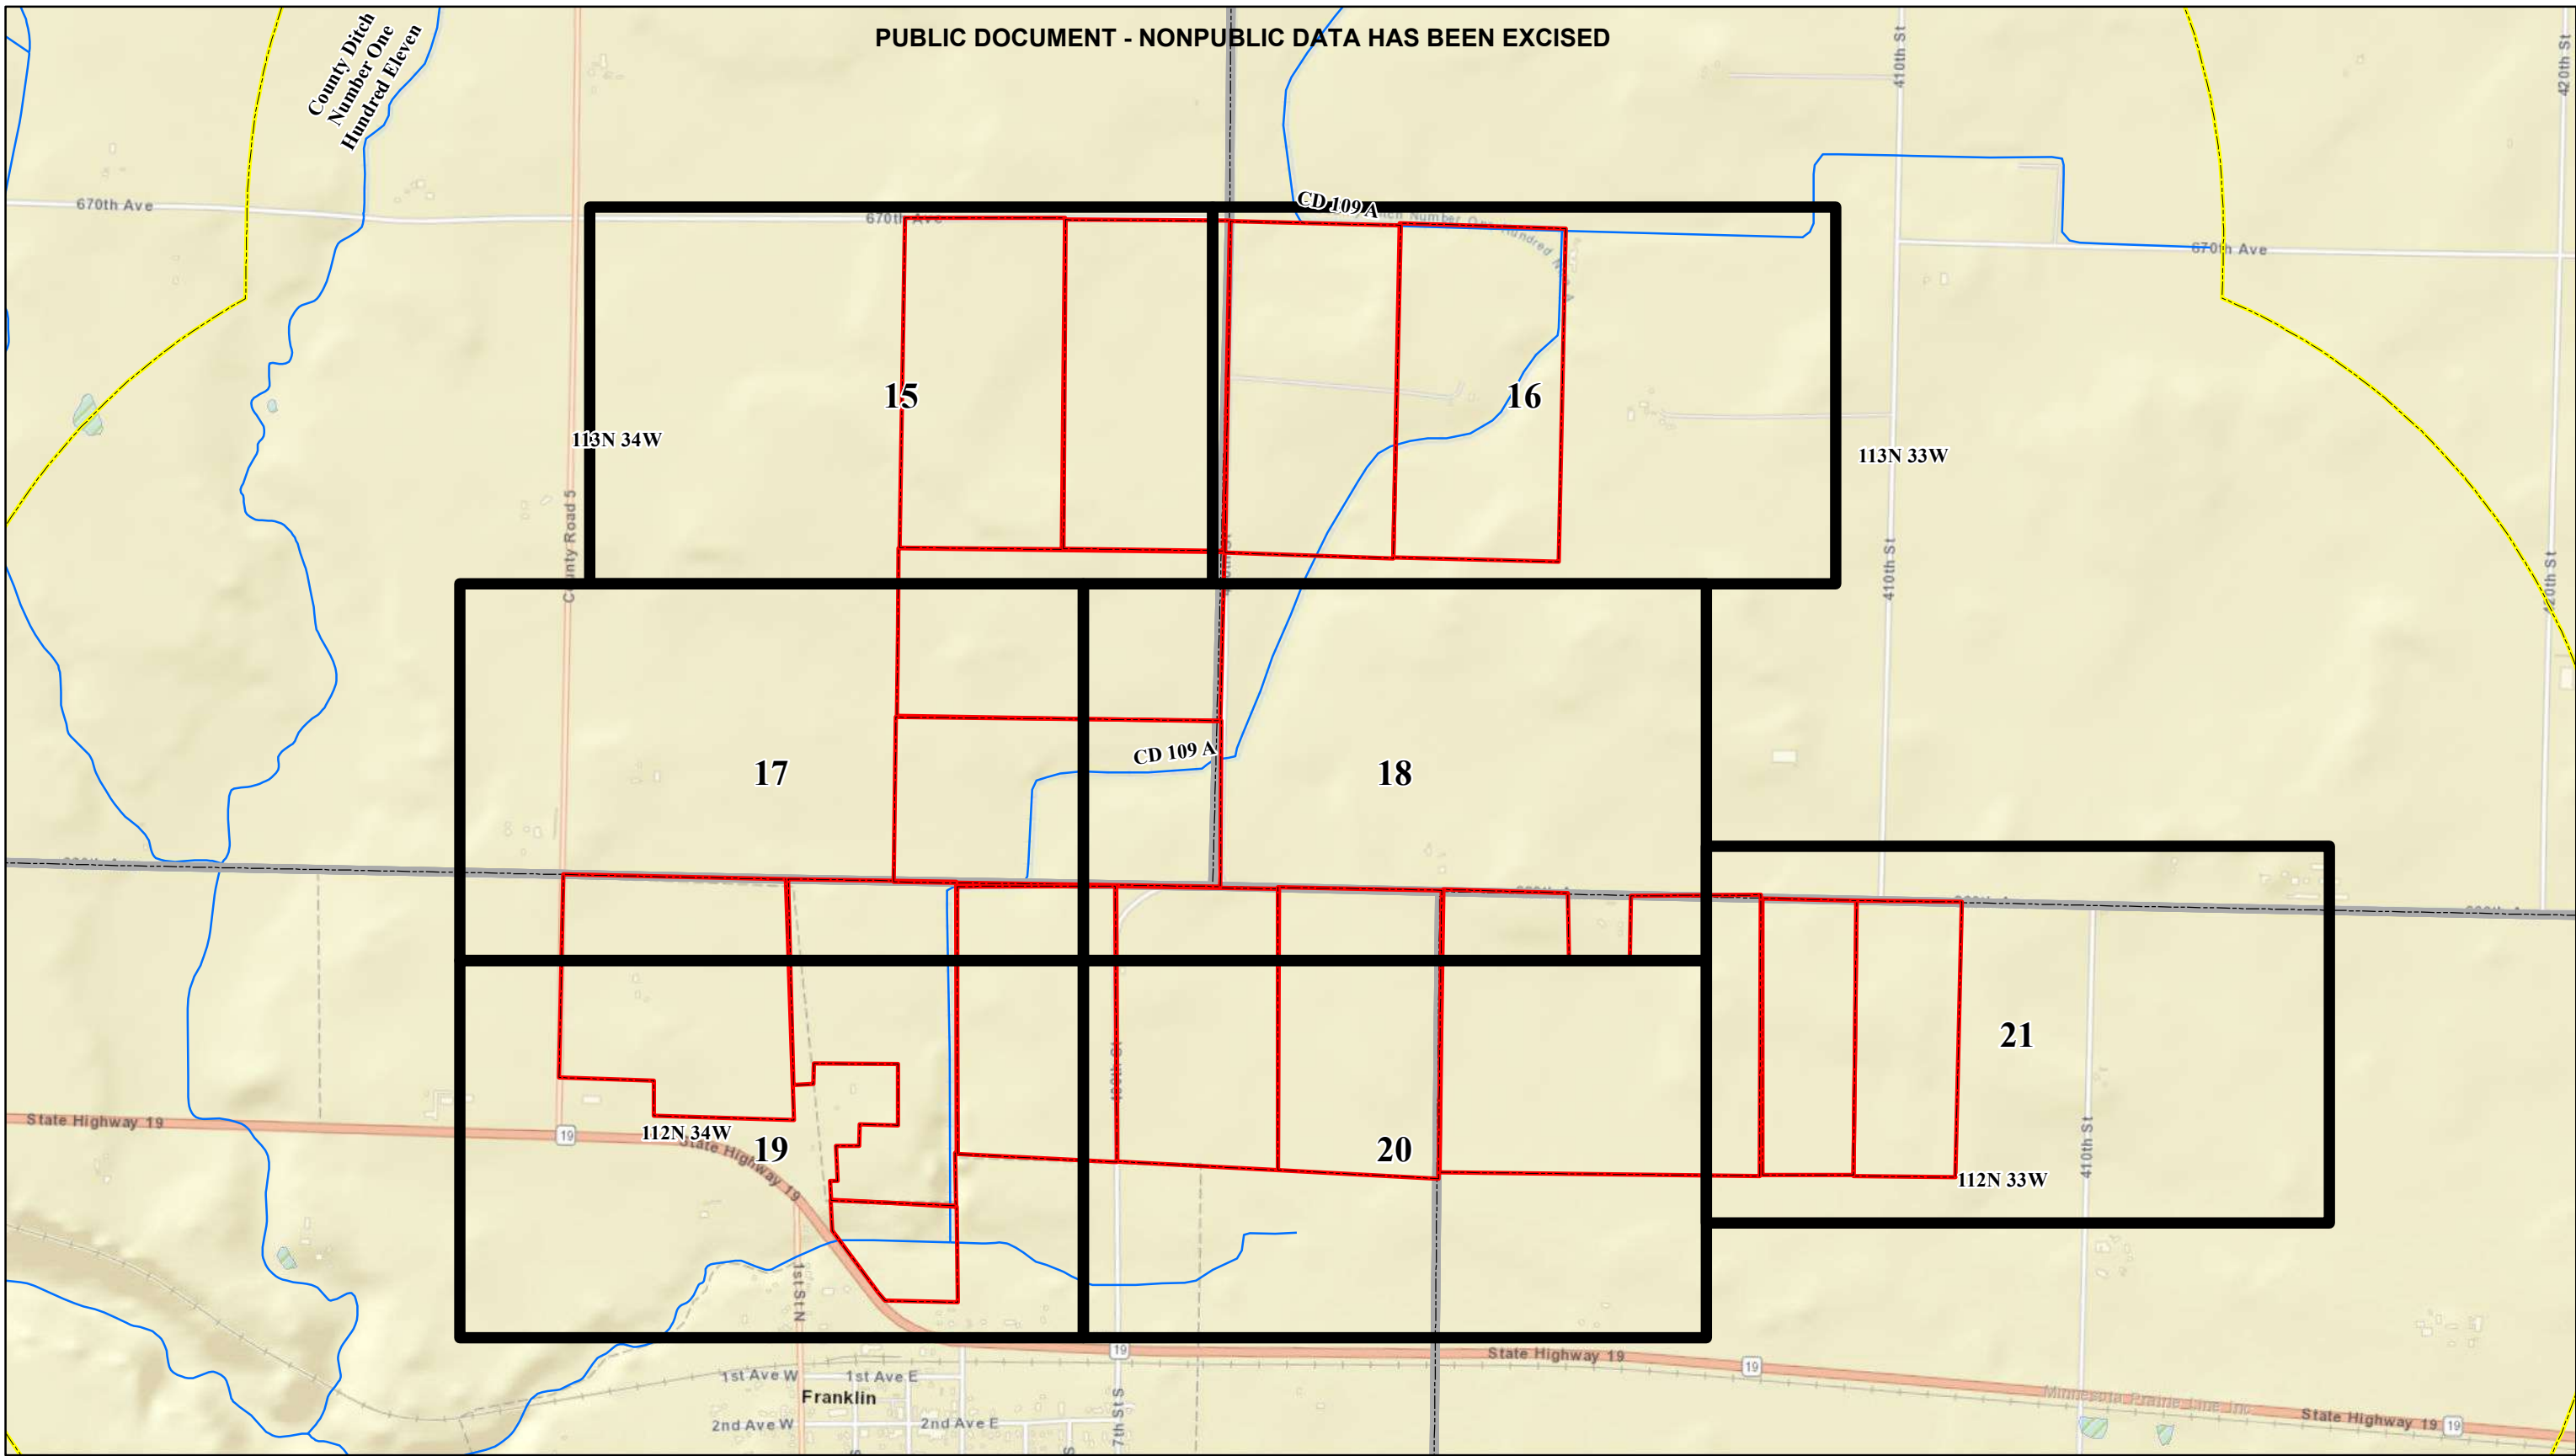 PUBLIC DOCUMENT - NONPUBLIC DATA HAS BEEN EXCISED
County Ditch
Number One
Hundred Eleven
410th St
420th St
670th Ave
670th Ave
CD 109 A
670th Ave
15
16
113N 34W
113N 33W
County Road 5
410th St
420th St
CD 109 A
17
18
21
State Highway 19
19
112N 34W
State Highway 19
19
20
410th St
112N 33W
1st St N
19
State Highway 19
19
1st Ave W
1st Ave E
Franklin
Minnesota Prairie Line Inc
State Highway 19
19
2nd Ave W
2nd Ave E
7th St S